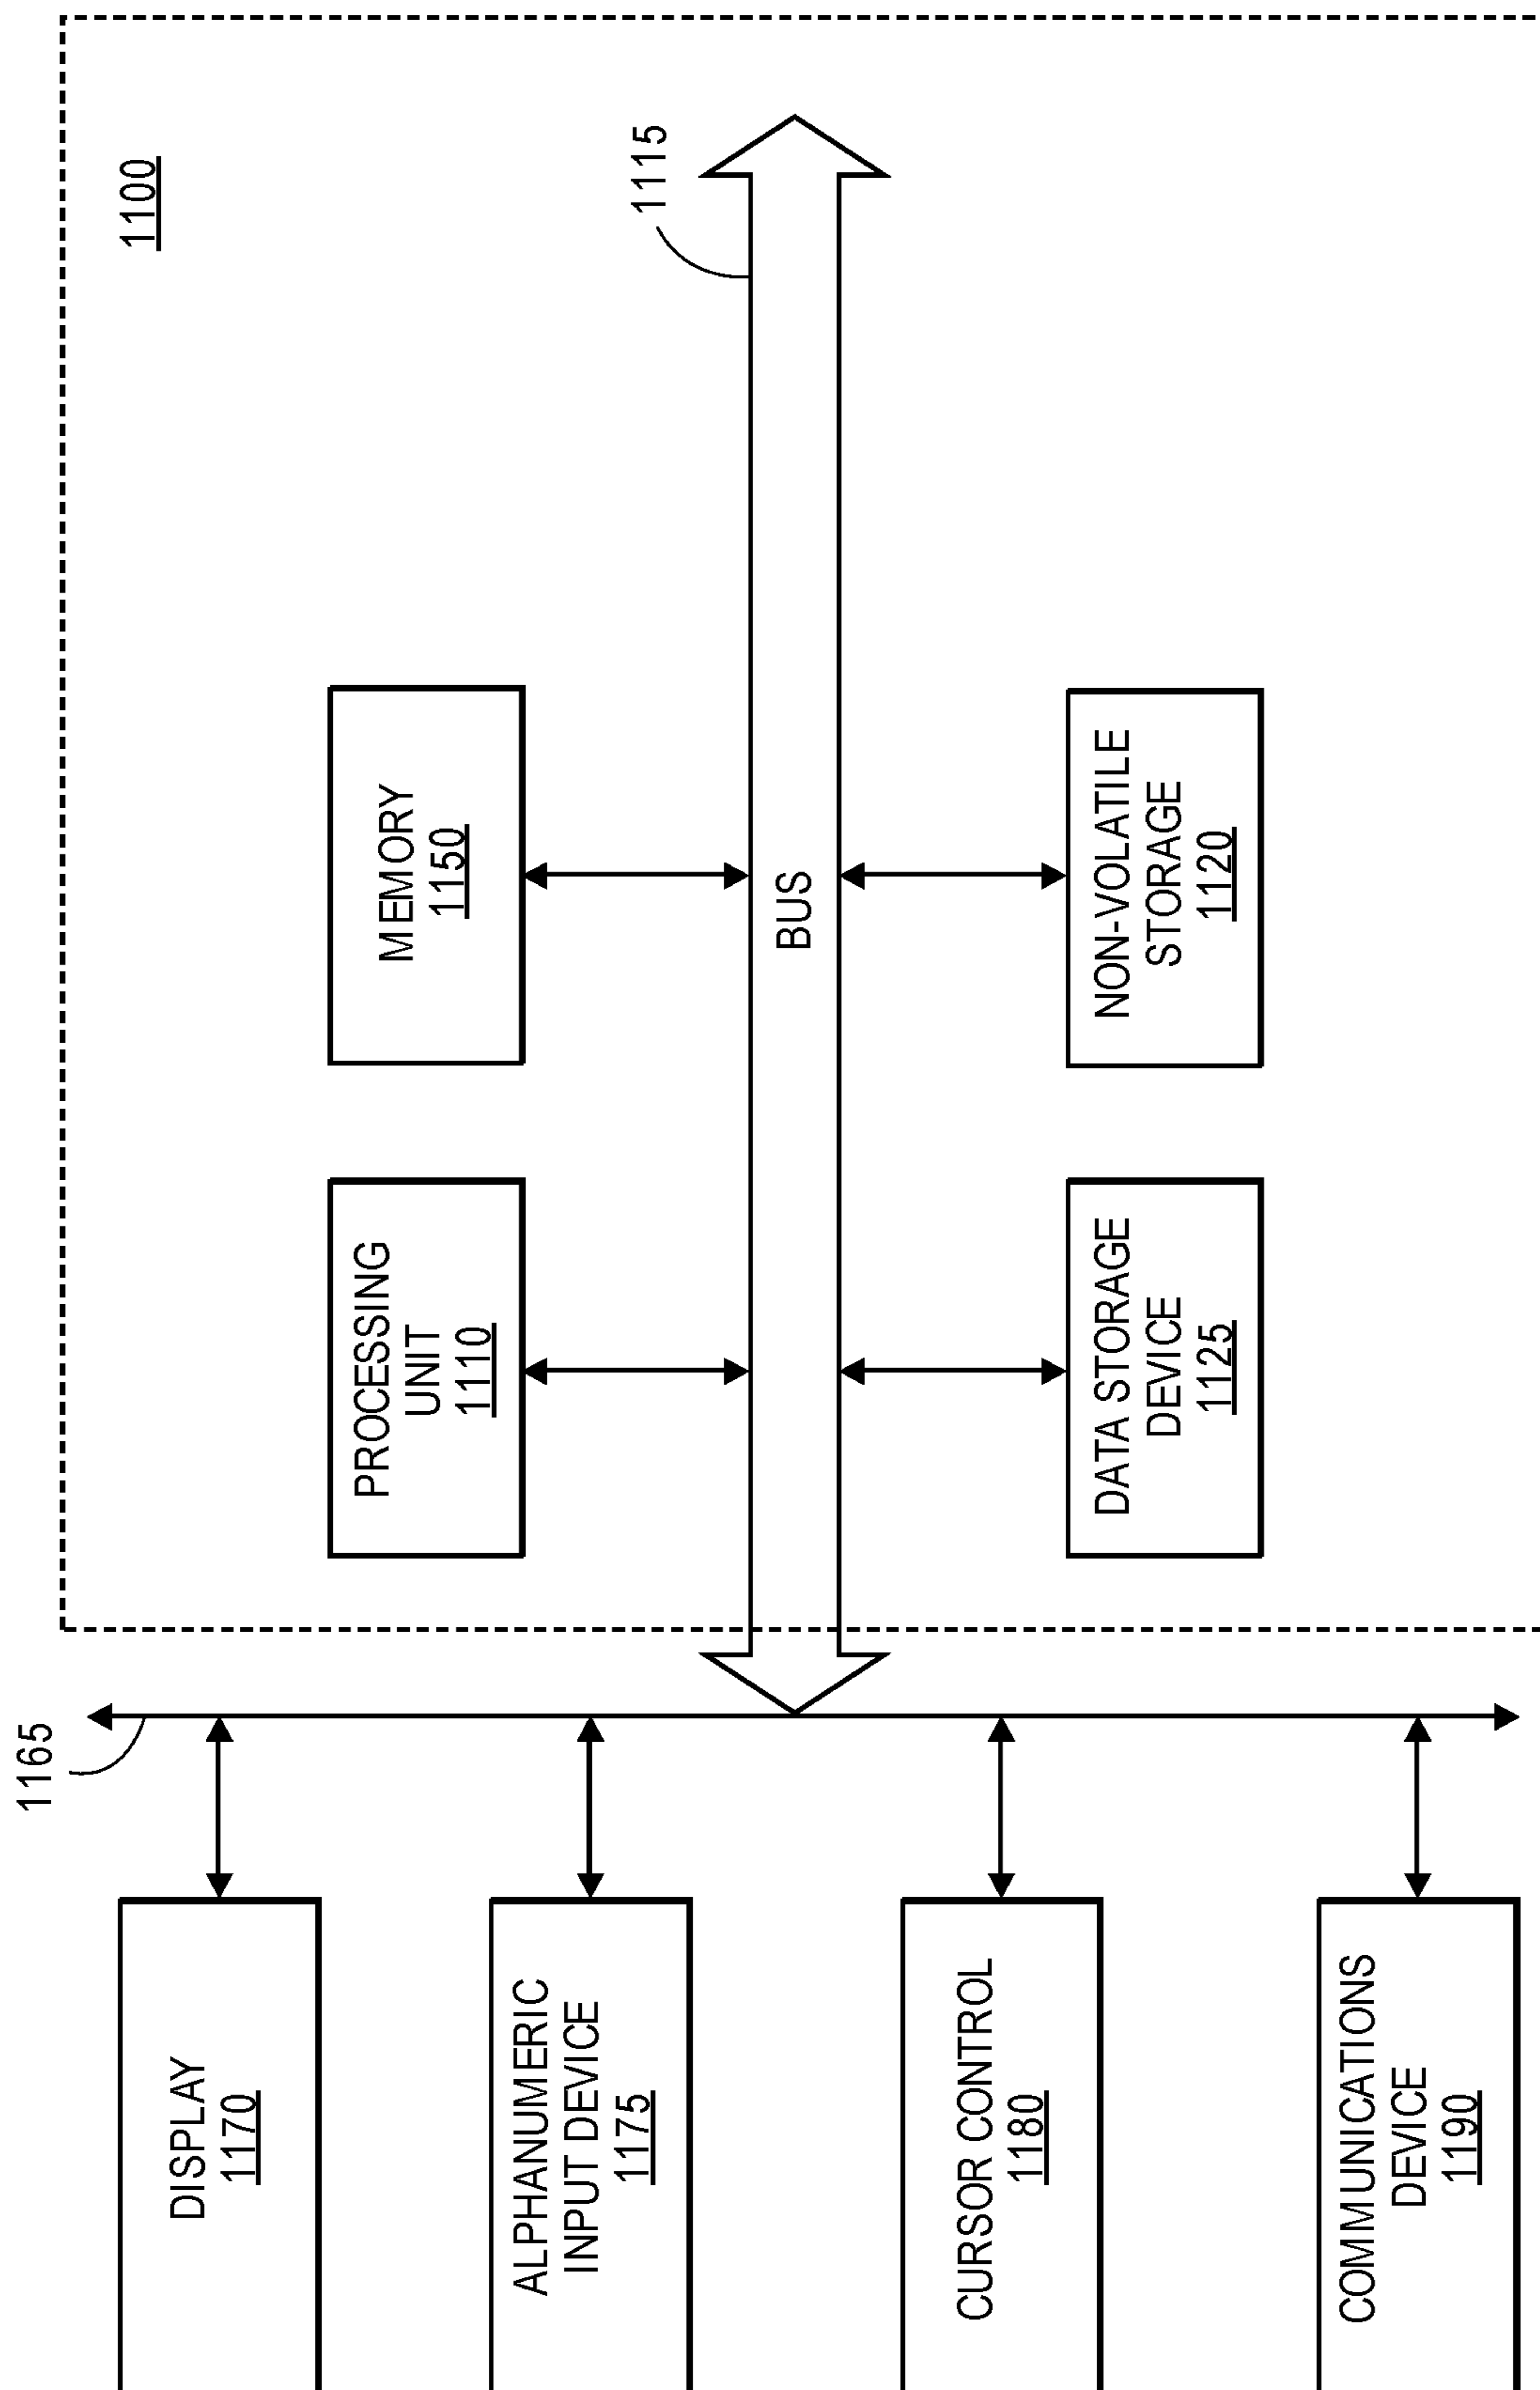 1165
DISPLAY
1170
ALPHANUMERIC
INPUT DEVICE
1175
CURSOR CONTROL
1180
COMMUNICATIONS
DEVICE
1190
1100
PROCESSING
UNIT
1110
MEMORY
1150
1115
BUS
DATA STORAGE
DEVICE
1125
NON-VOLATILE
STORAGE
1120